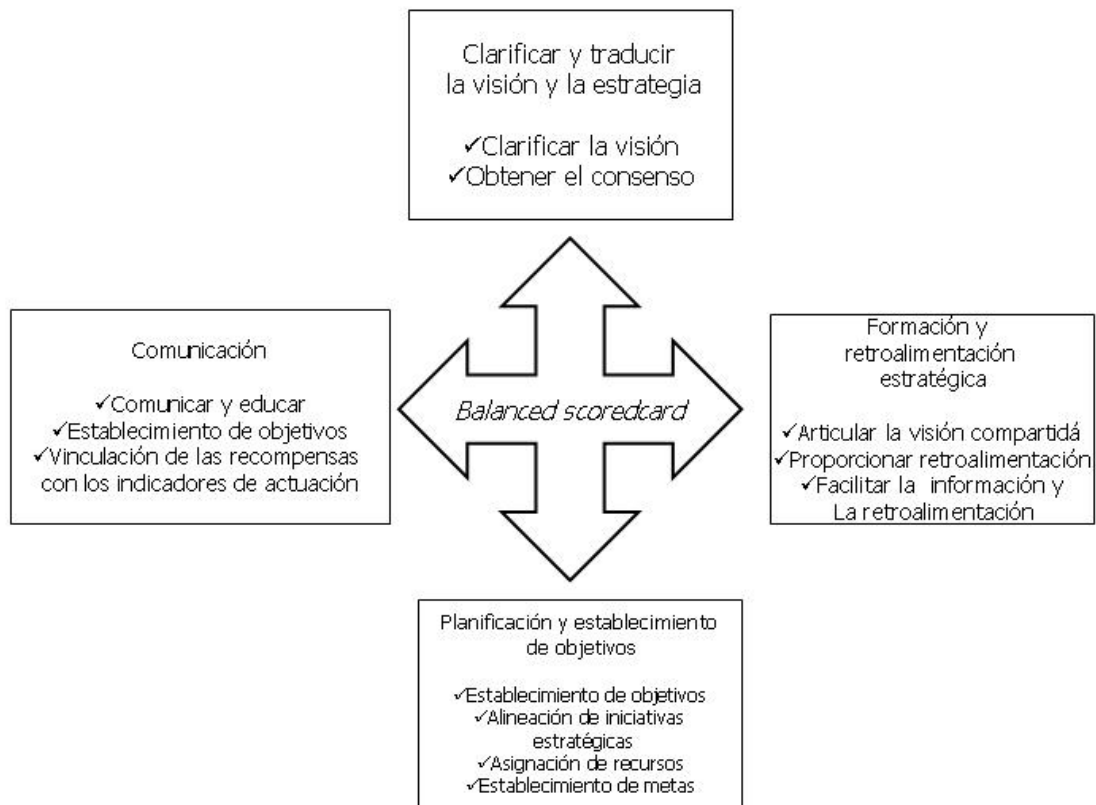 Clarificar y traducir
la visión y la estrategia
✓Clarificar la visión
✓Obtener el consenso
Comunicación
✓Comunicar y educar
✓Establecimiento de objetivos
✓Vinculación de las recompensas
con los indicadores de actuación
Balanced scoredcard
Formación y
retroalimentación
estratégica
✓Articular la visión compartidá
✓Proporcionar retroalimentación
✓Facilitar la información y
La retroalimentación
Planificación y establecimiento
de objetivos
✓Establecimiento de objetivos
✓Alineación de iniciativas
estratégicas
✓Asignación de recursos
✓Establecimiento de metas